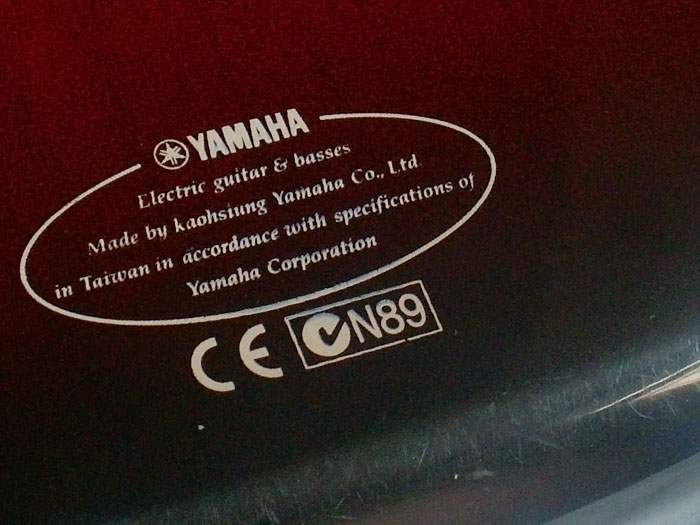 YAMAHA
Electric guitar & basses
Made by kaohsiung Yamaha Co., Ltd.
in Taiwan in accordance with specifications of
Yamaha Corporation
CE N89